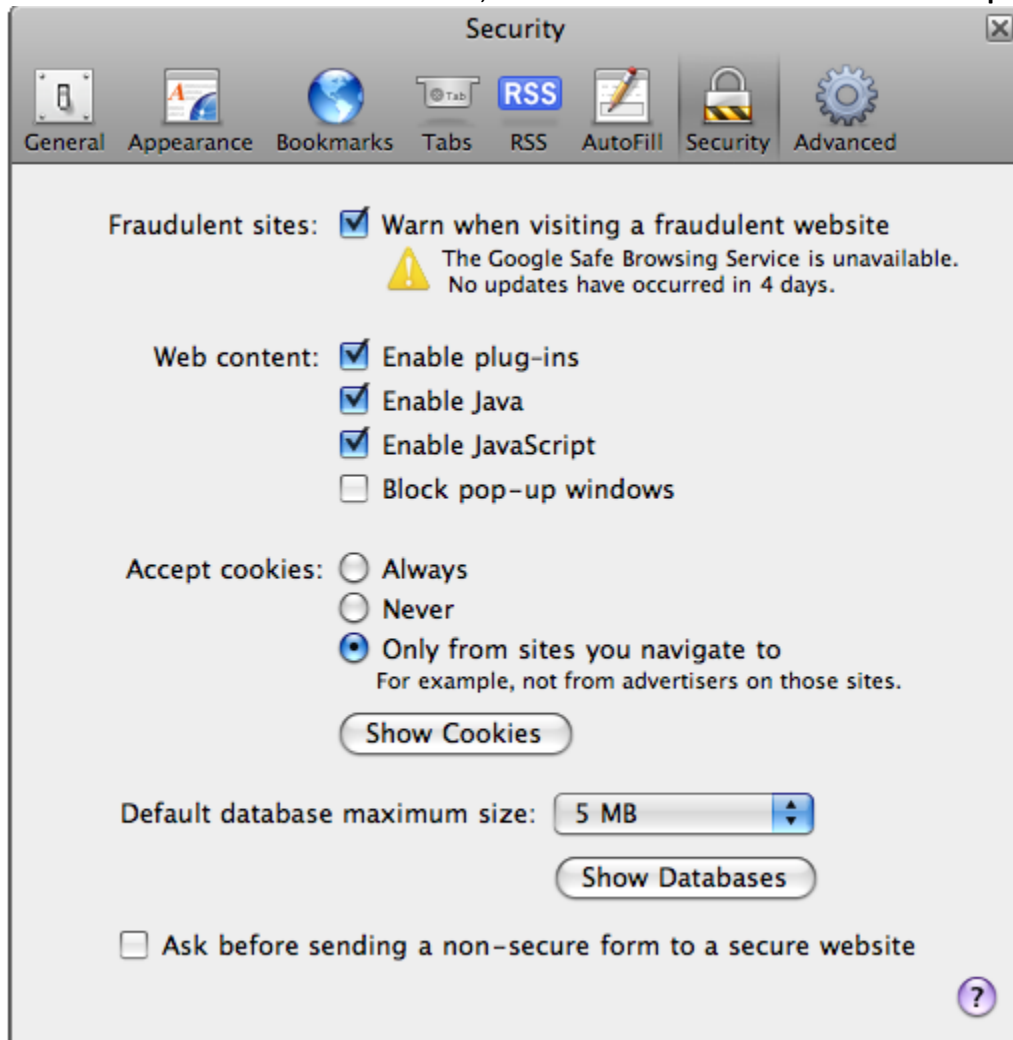 Security
Tab
RSS
General Appearance Bookmarks Tabs RSS AutoFill Security Advanced
Fraudulent sites: Warn when visiting a fraudulent website
The Google Safe Browsing Service is unavailable.
No updates have occurred in 4 days.
Web content: Enable plug-ins
Enable Java
Enable JavaScript
Block pop-up windows
Accept cookies: Always
Never
Only from sites you navigate to
For example, not from advertisers on those sites.
Show Cookies
Default database maximum size: 5 MB
Show Databases
Ask before sending a non-secure form to a secure website
?